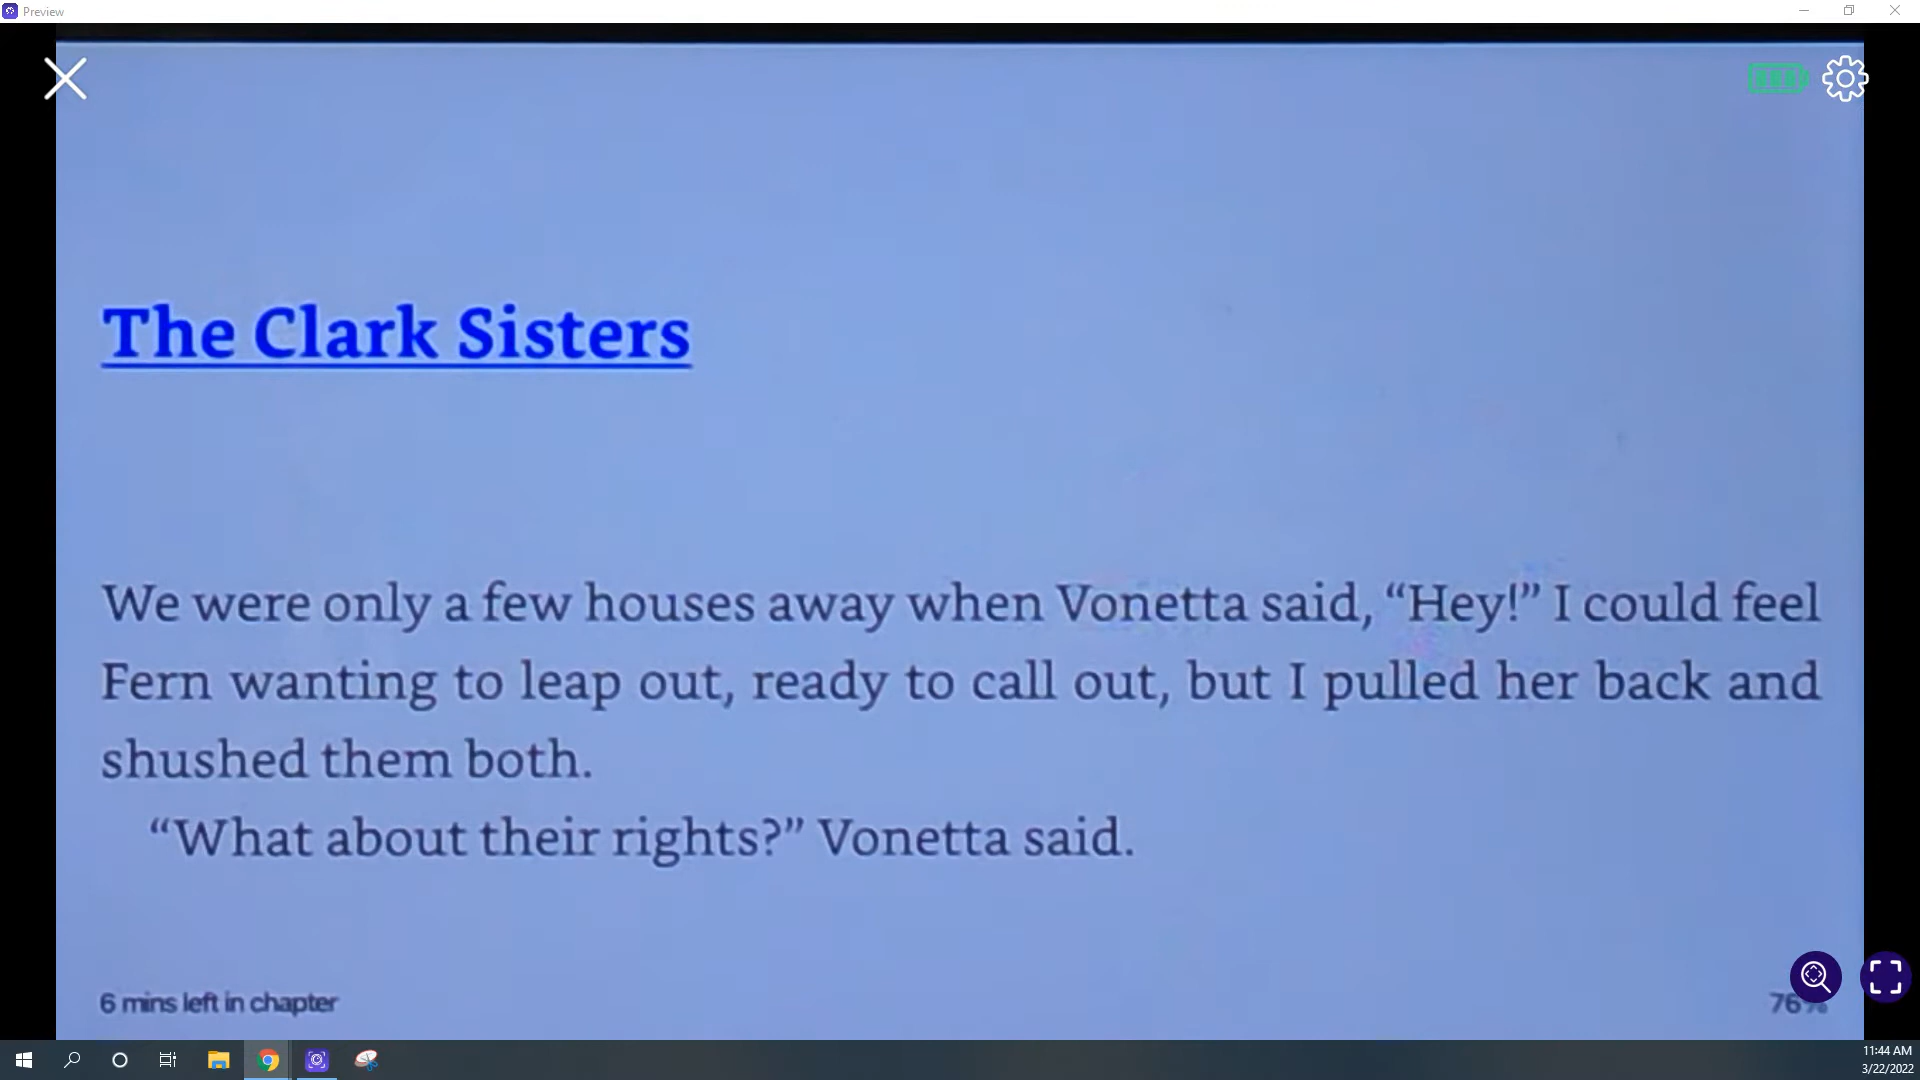 Preview
The Clark Sisters
We were only a few houses away when Vonetta said, “Hey!” I could feel
Fern wanting to leap out, ready to call out, but I pulled her back and
shushed them both.
“What about their rights?” Vonetta said.
6 mins left in chapter
76%
11:44 AM
3/22/2022